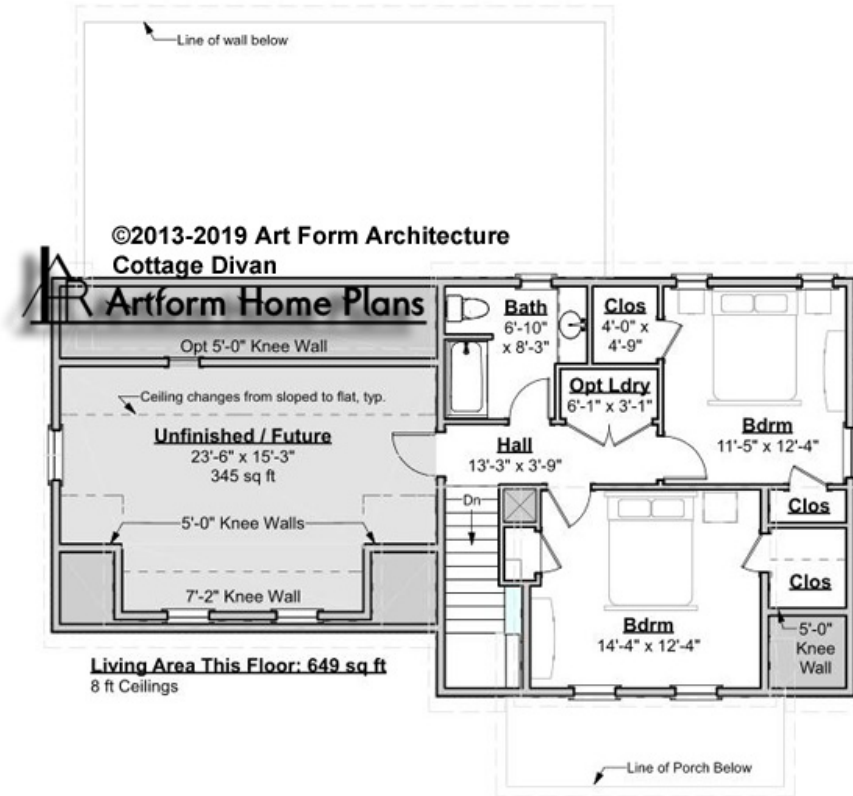 Line of wall below
©2013-2019 Art Form Architecture
Cottage Divan
Artform Home Plans
Opt 5'-0" Knee Wall
Bath
6'-10"
x 8'-3"
Clos
4'-0" x
4'-9"
Opt Ldry
6'-1" x 3'-1"
Ceiling changes from sloped to flat, typ.
Unfinished / Future
23'-6" x 15'-3"
345 sq ft
Hall
13'-3" x 3'-9"
Bdrm
11'-5" x 12'-4"
Dn
Clos
5'-0" Knee Walls
Clos
7'-2" Knee Wall
Bdrm
14'-4" x 12'-4"
5'-0"
Knee
Wall
Living Area This Floor: 649 sq ft
8 ft Ceilings
Line of Porch Below